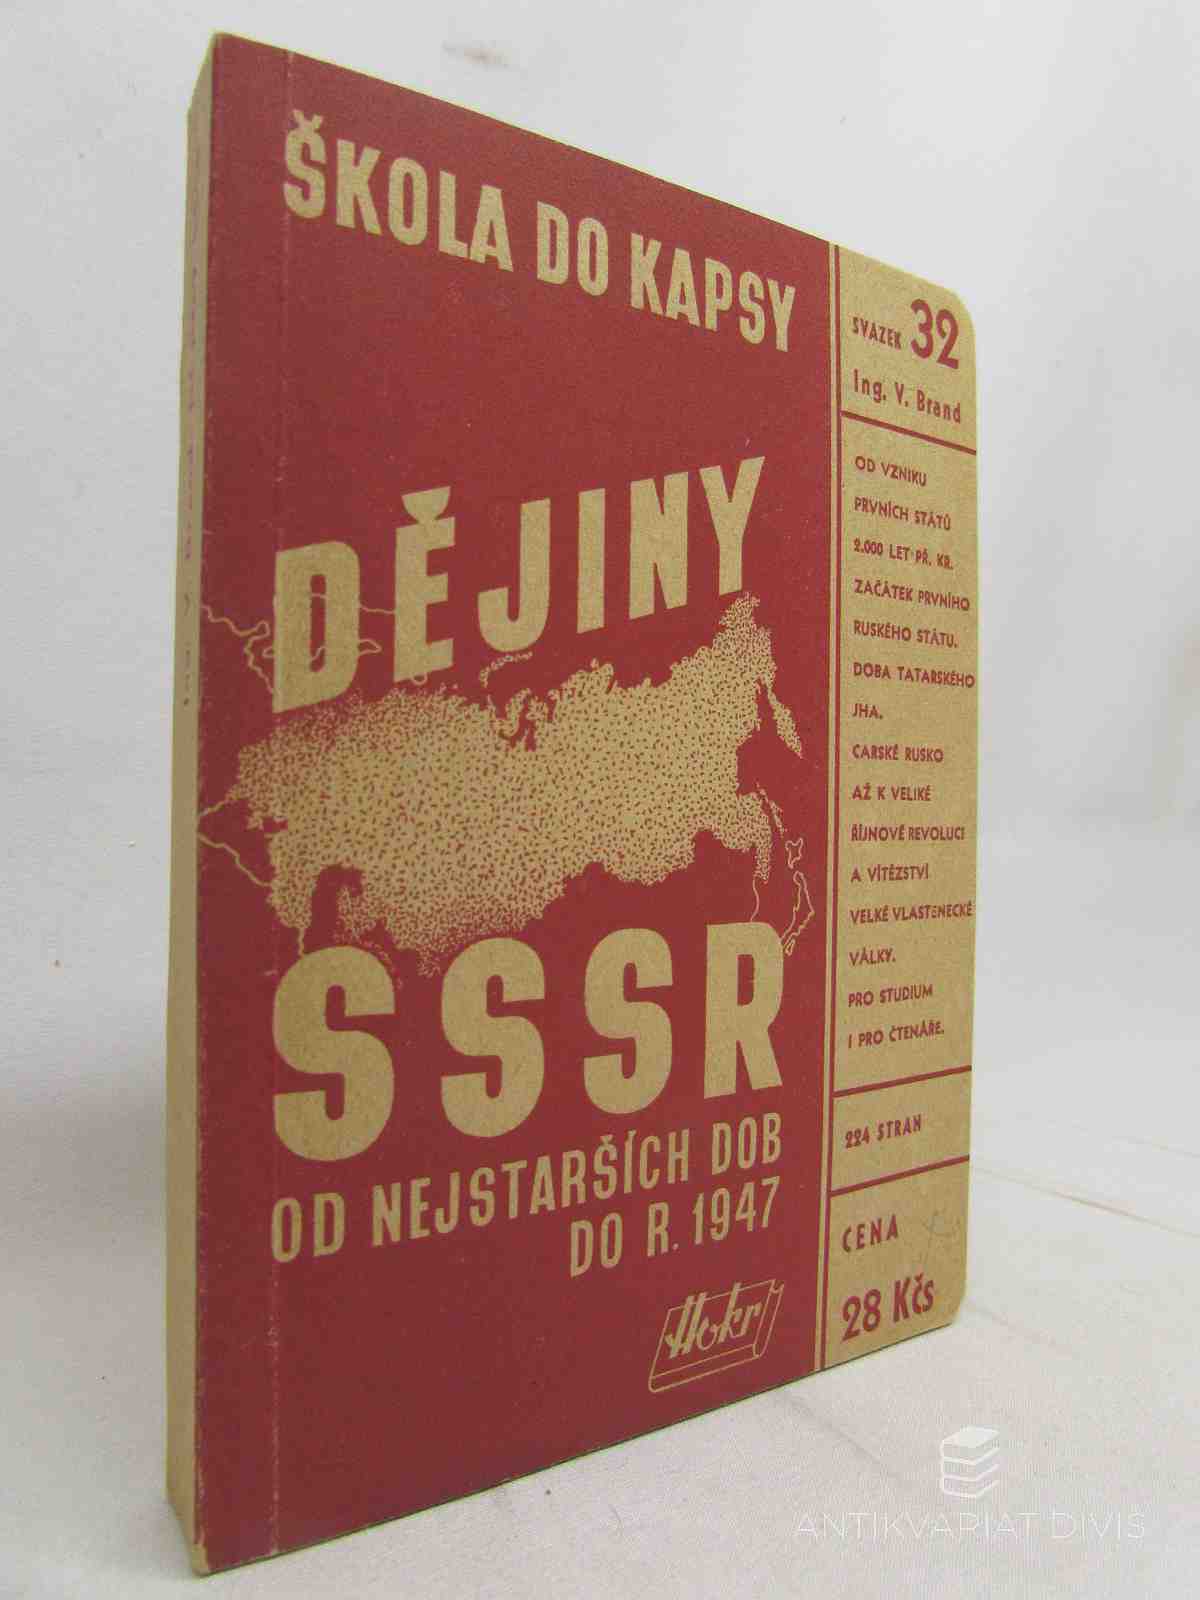 ŠKOLA DO KAPSY
DĚJINY
SSSR
OD NEJSTARŠÍCH DOB
DO R. 1947
Hokr
SVAZEK 32
Ing. V. Brand
OD VZNIKU
PRVNÍCH STÁTŮ
2.000 LET PŘ. KR.
ZAČÁTEK PRVNÍHO
RUSKÉHO STÁTU.
DOBA TATARSKÉHO
JHA.
CARSKÉ RUSKO
AŽ K VELIKÉ
ŘÍJNOVÉ REVOLUCI
A VÍTĚZSTVÍ
VELKÉ VLASTENECKÉ
VÁLKY.
PRO STUDIUM
I PRO ČTENÁŘE.
224 STRAN
CENA
28 Kčs
ANTIKVARIAT DIVIŠ